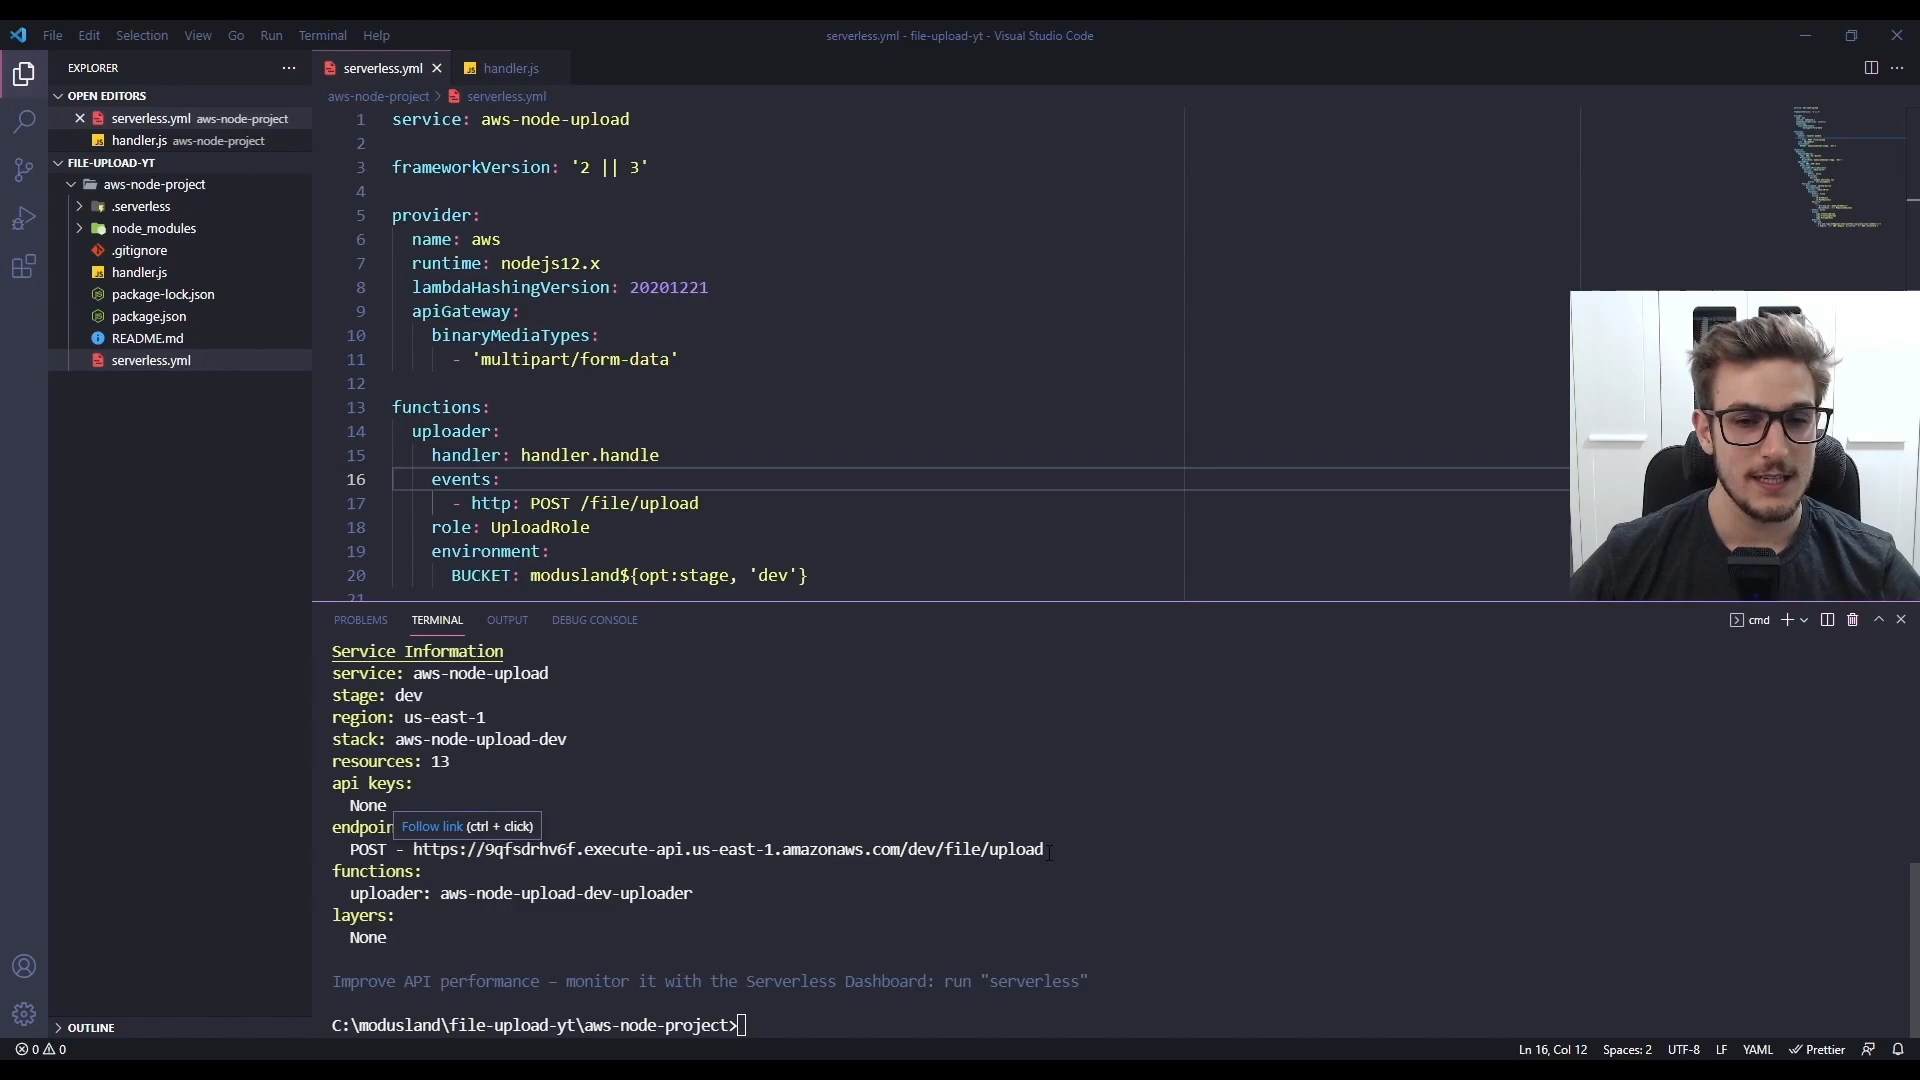 File Edit Selection View Go Run Terminal Help
serverless.yml - file-upload-yt - Visual Studio Code
EXPLORER
OPEN EDITORS
serverless.yml aws-node-project
handler.js aws-node-project
FILE-UPLOAD-YT
aws-node-project
.serverless
node_modules
.gitignore
handler.js
package-lock.json
package.json
README.md
serverless.yml
OUTLINE
serverless.yml
handler.js
aws-node-project > serverless.yml
1 service: aws-node-upload
2
3 frameworkVersion: '2 || 3'
4
5 provider:
6 name: aws
7 runtime: nodejs12.x
8 lambdaHashingVersion: 20201221
9 apiGateway:
10 binaryMediaTypes:
11 - 'multipart/form-data'
12
13 functions:
14 uploader:
15 handler: handler.handle
16 events:
17 - http: POST /file/upload
18 role: UploadRole
19 environment:
20 BUCKET: modusland${opt:stage, 'dev'}
21
PROBLEMS TERMINAL OUTPUT DEBUG CONSOLE
cmd
Service Information
service: aws-node-upload
stage: dev
region: us-east-1
stack: aws-node-upload-dev
resources: 13
api keys:
None
endpoin
Follow link (ctrl + click)
POST - https://9qfsdrhv6f.execute-api.us-east-1.amazonaws.com/dev/file/upload
functions:
uploader: aws-node-upload-dev-uploader
layers:
None
Improve API performance – monitor it with the Serverless Dashboard: run "serverless"
C:\modusland\file-upload-yt\aws-node-project>
0 0
Ln 16, Col 12 Spaces: 2 UTF-8 LF YAML Prettier